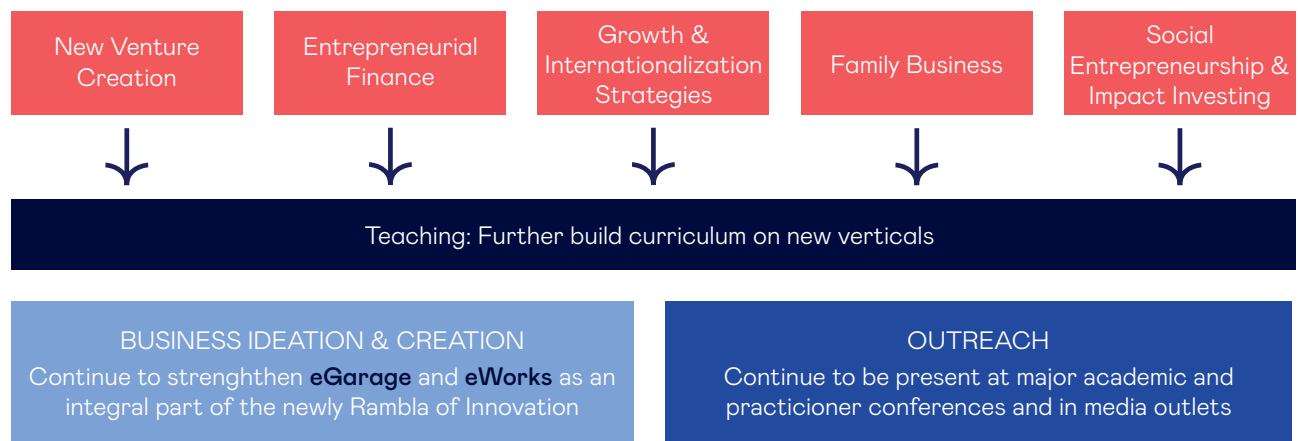 New Venture
Creation
Entrepreneurial
Finance
Growth &
Internationalization
Strategies
Family Business
Social
Entrepreneurship &
Impact Investing
Teaching: Further build curriculum on new verticals
BUSINESS IDEATION & CREATION
Continue to strenghten eGarage and eWorks as an
integral part of the newly Rambla of Innovation
OUTREACH
Continue to be present at major academic and
practicioner conferences and in media outlets